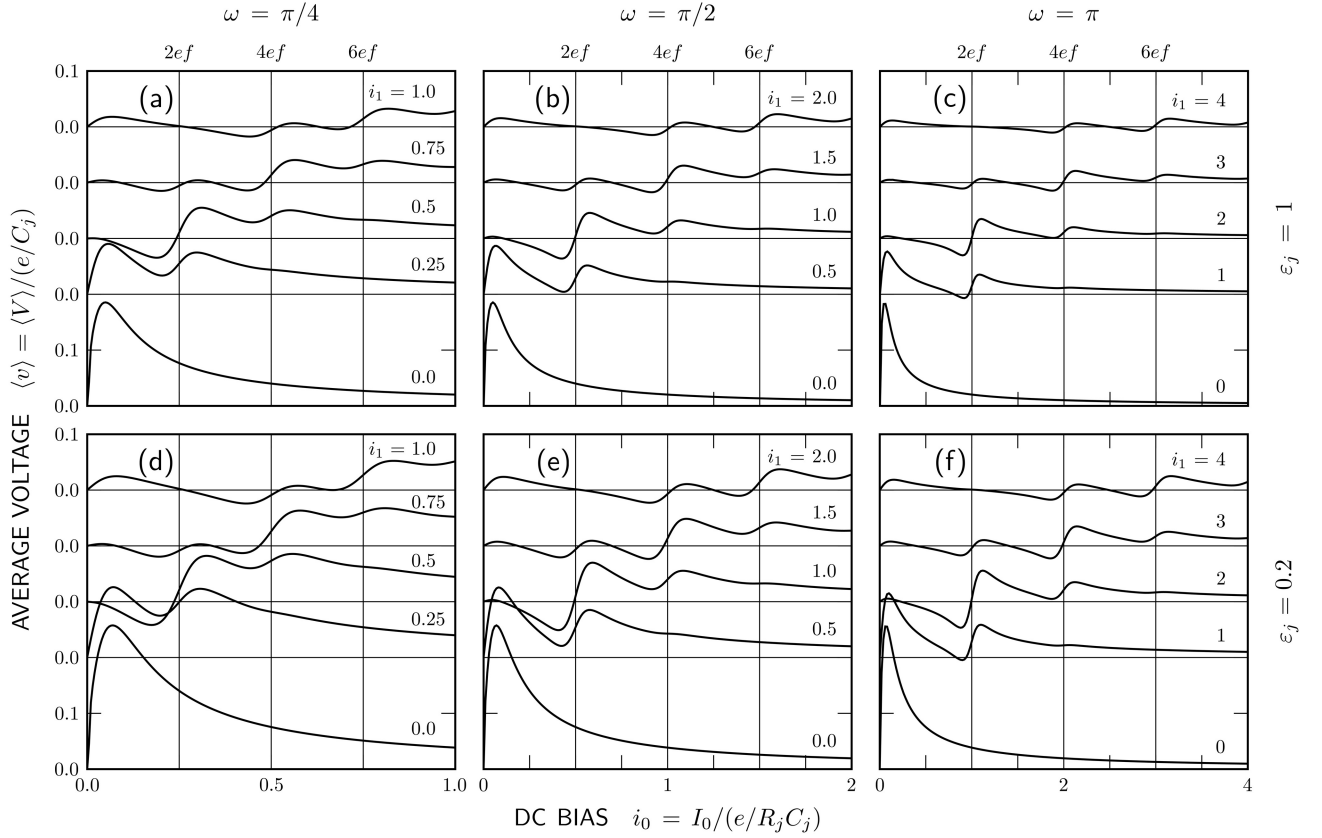 ω = π/4 ω = π/2 ω = π
2ef 4ef 6ef 2ef 4ef 6ef 2ef 4ef 6ef
0.1
(a) i₁ = 1.0 (b) i₁ = 2.0 (c) i₁ = 4
0.0
0.75 1.5 3
0.0
0.5 1.0 2
0.0
0.25 0.5 1
0.0
0.1
0.0 0.0 0
0.0
εⱼ = 1
AVERAGE VOLTAGE ⟨v⟩ = ⟨V⟩/(e/Cⱼ)
0.1
(d) i₁ = 1.0 (e) i₁ = 2.0 (f) i₁ = 4
0.0
0.75 1.5 3
0.0
0.5 1.0 2
0.0
0.25 0.5 1
0.0
0.1
0.0 0.0 0
0.0
εⱼ = 0.2
0.0 0.5 1.0 0 1 2 0 2 4
DC BIAS i₀ = I₀/(e/RⱼCⱼ)